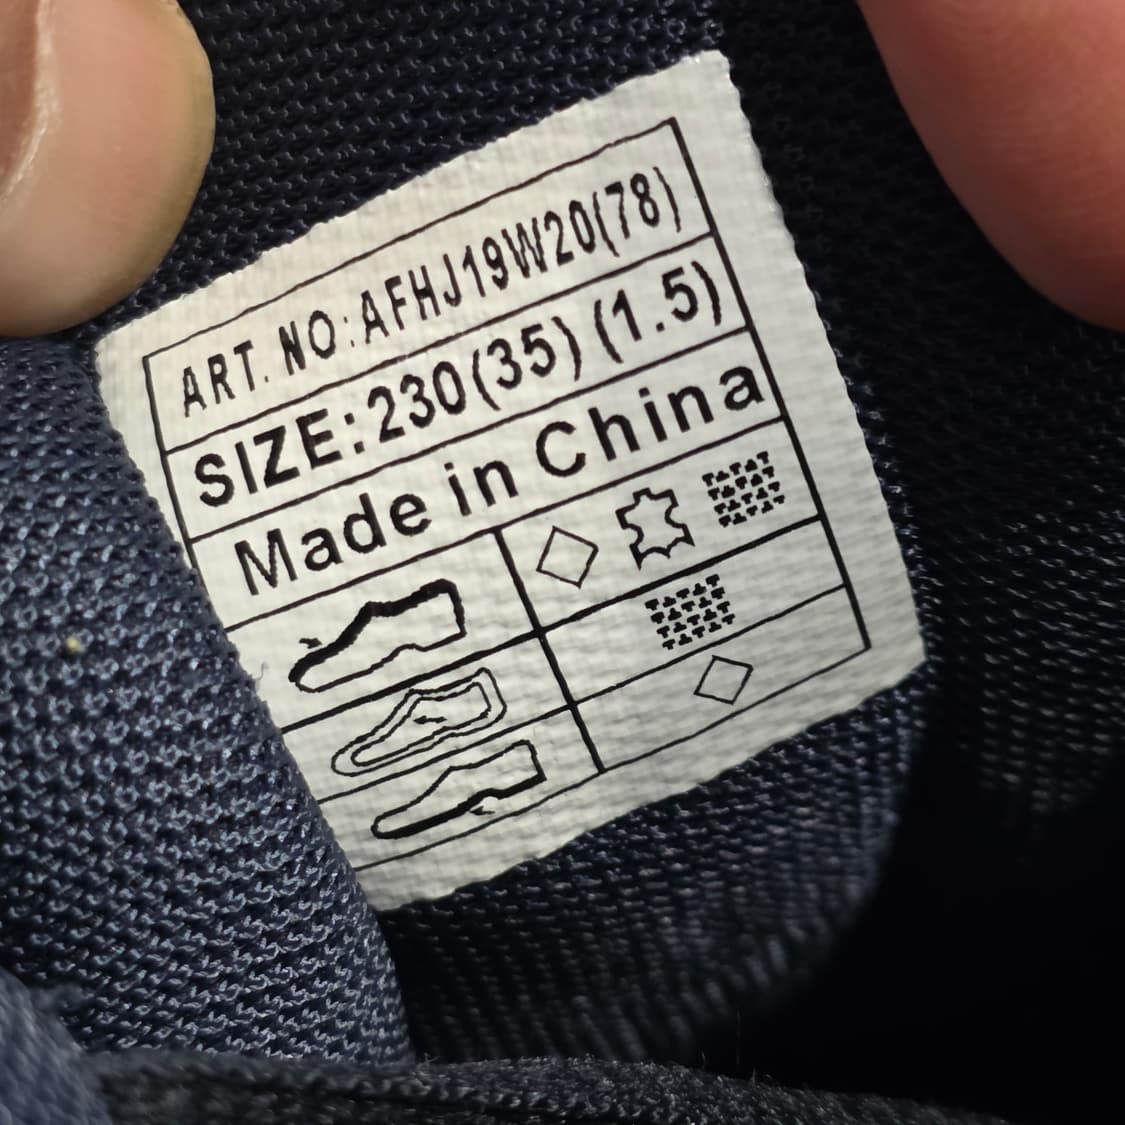 ART. NO:AFHJ19W20(78)
SIZE:230(35)(1.5)
Made in China